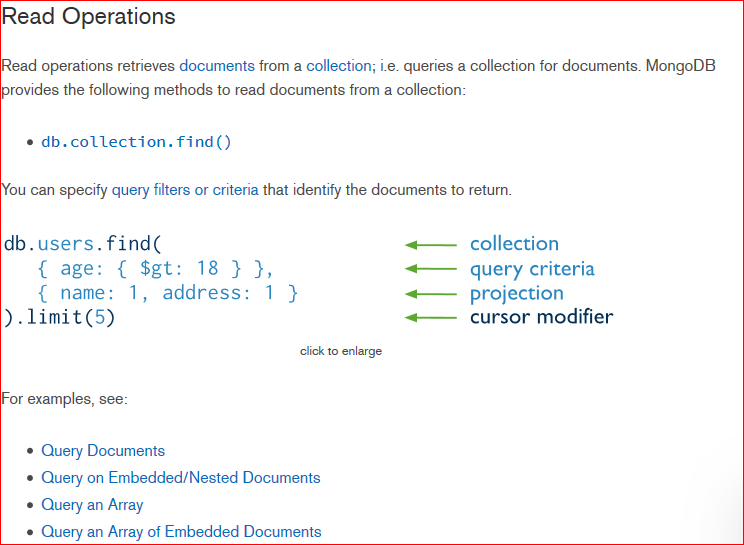 Read Operations
Read operations retrieves documents from a collection; i.e. queries a collection for documents. MongoDB
provides the following methods to read documents from a collection:
• db.collection.find()
You can specify query filters or criteria that identify the documents to return.
db.users.find( collection
{ age: { $gt: 18 } }, query criteria
{ name: 1, address: 1 } projection
).limit(5) cursor modifier
click to enlarge
For examples, see:
• Query Documents
• Query on Embedded/Nested Documents
• Query an Array
• Query an Array of Embedded Documents